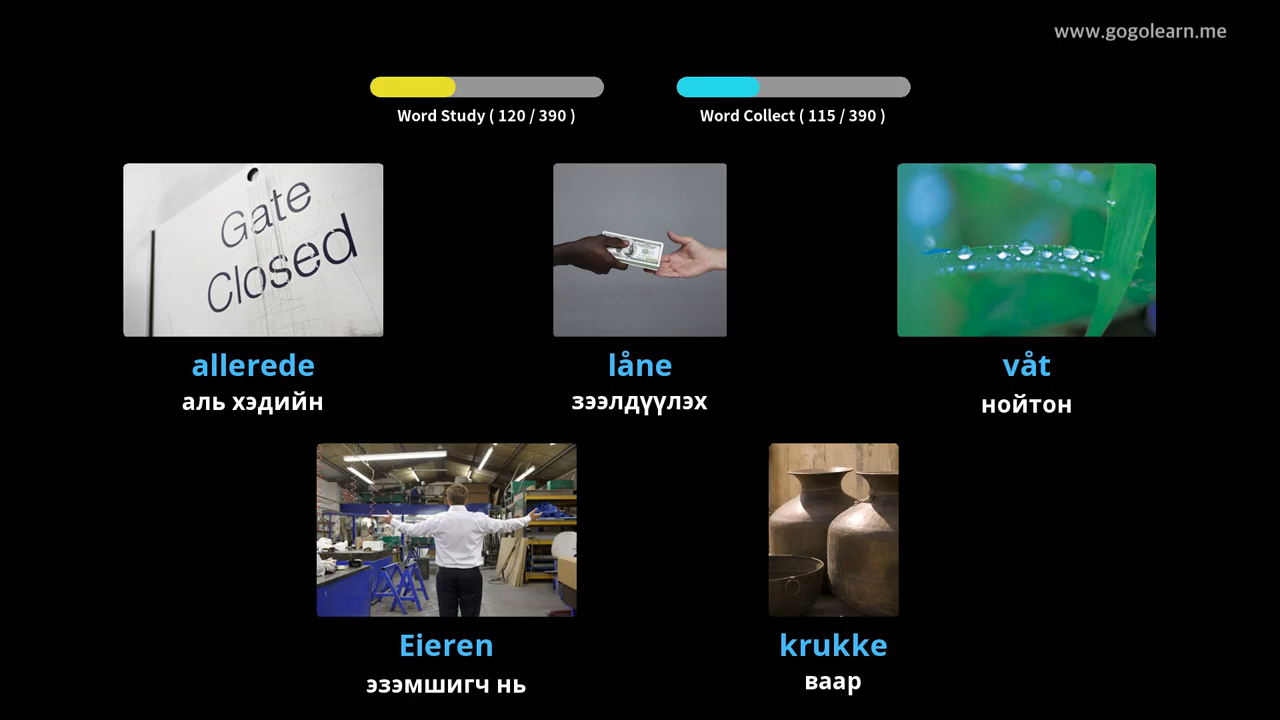 www.gogolearn.me
Word Study ( 120 / 390 )
Word Collect ( 115 / 390 )
Gate
Closed
allerede
låne
våt
аль хэдийн
зээлдүүлэх
нойтон
Eieren
krukke
эзэмшигч нь
ваар